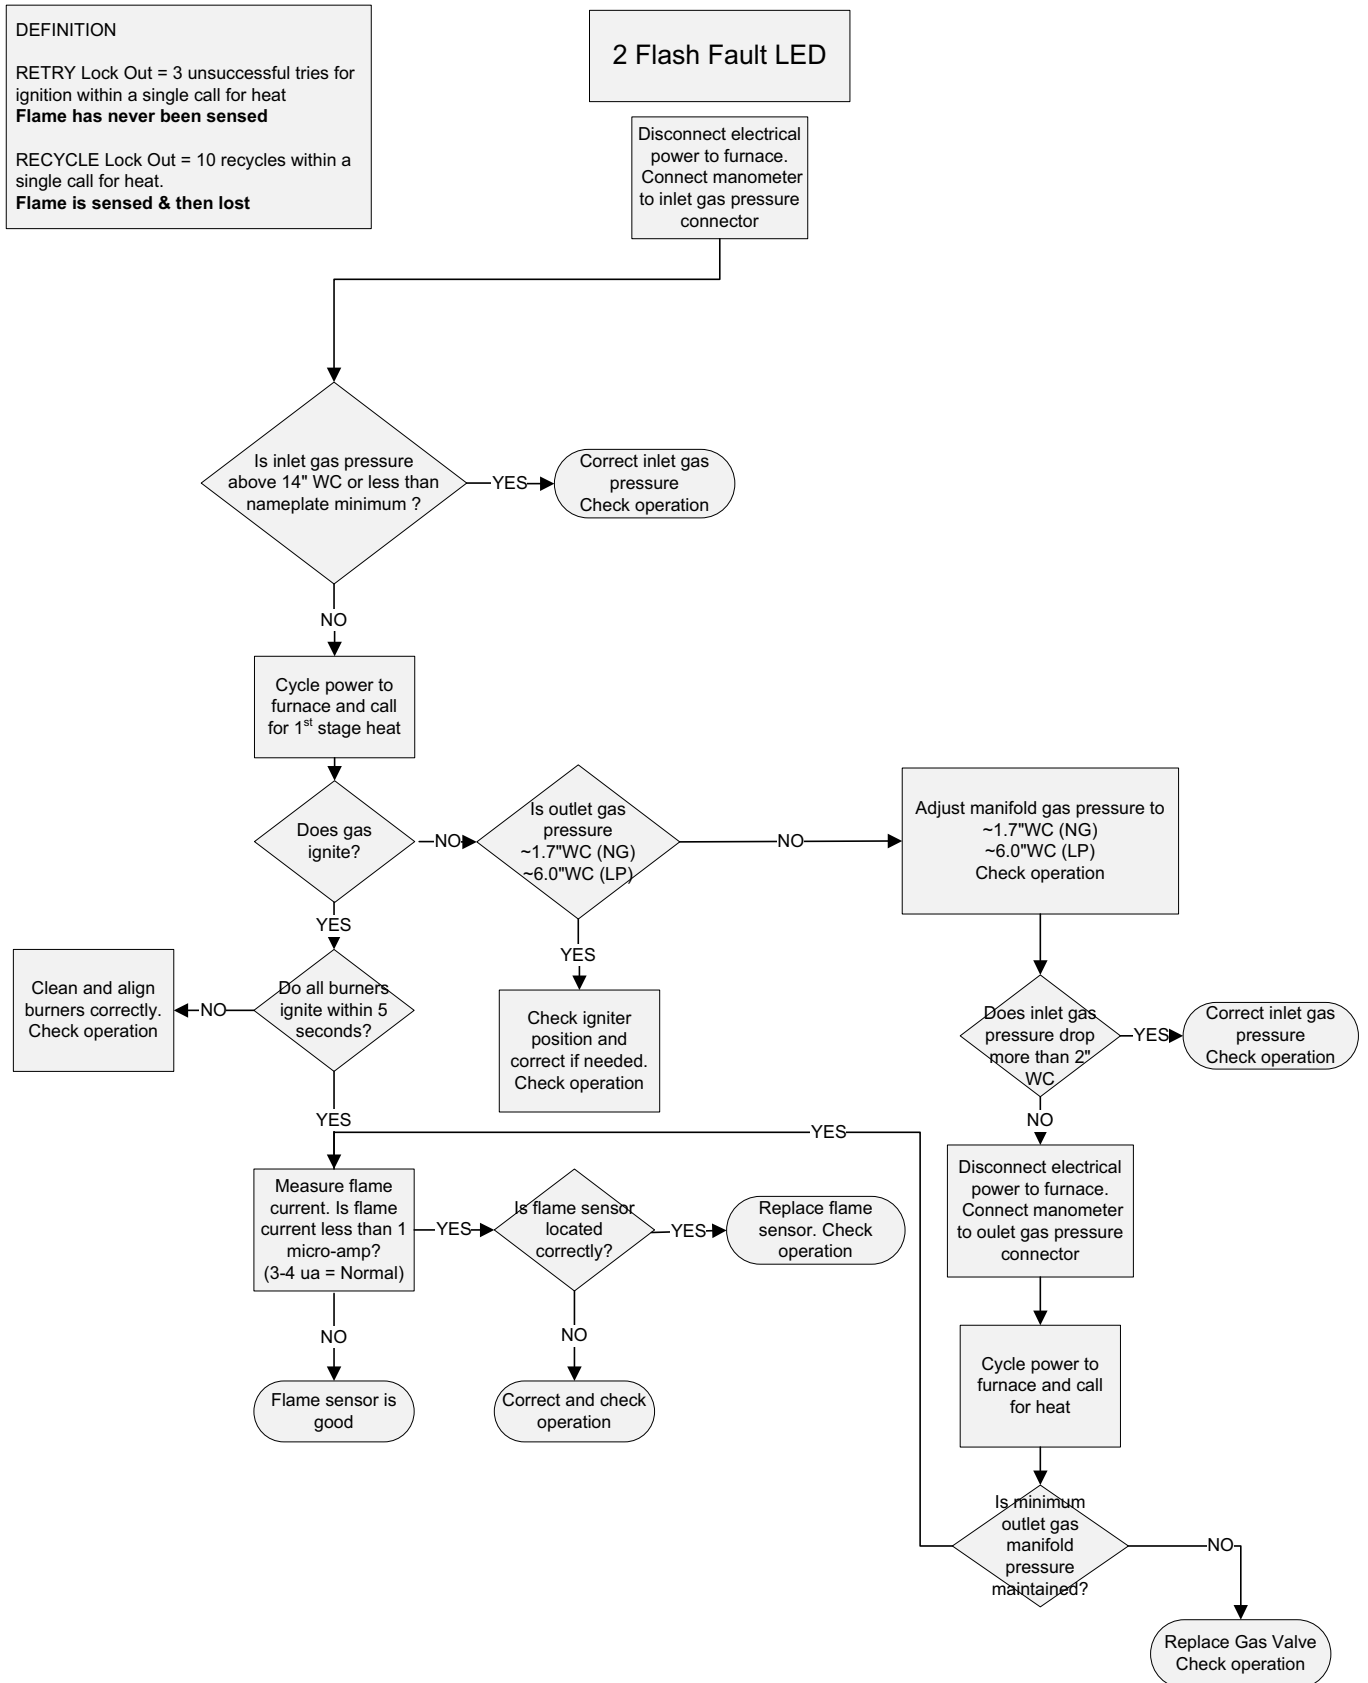 DEFINITION
RETRY Lock Out = 3 unsuccessful tries for
ignition within a single call for heat
Flame has never been sensed
RECYCLE Lock Out = 10 recycles within a
single call for heat.
Flame is sensed & then lost
2 Flash Fault LED
Disconnect electrical
power to furnace.
Connect manometer
to inlet gas pressure
connector
Is inlet gas pressure
above 14" WC or less than
nameplate minimum ?
YES
Correct inlet gas
pressure
Check operation
NO
Cycle power to
furnace and call
for 1st stage heat
Does gas
ignite?
NO
Is outlet gas
pressure
~1.7"WC (NG)
~6.0"WC (LP)
NO
Adjust manifold gas pressure to
~1.7"WC (NG)
~6.0"WC (LP)
Check operation
YES
YES
Clean and align
burners correctly.
Check operation
NO
Do all burners
ignite within 5
seconds?
Check igniter
position and
correct if needed.
Check operation
Does inlet gas
pressure drop
more than 2"
WC
YES
Correct inlet gas
pressure
Check operation
YES
NO
YES
Measure flame
current. Is flame
current less than 1
micro-amp?
(3-4 ua = Normal)
YES
Is flame sensor
located
correctly?
YES
Replace flame
sensor. Check
operation
Disconnect electrical
power to furnace.
Connect manometer
to oulet gas pressure
connector
NO
NO
Flame sensor is
good
Correct and check
operation
Cycle power to
furnace and call
for heat
Is minimum
outlet gas
manifold
pressure
maintained?
NO
Replace Gas Valve
Check operation